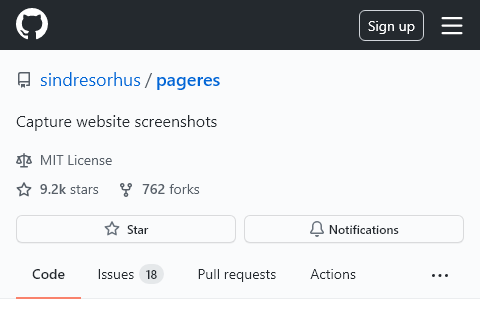 Sign up
sindresorhus / pageres
Capture website screenshots
MIT License
9.2k stars 762 forks
Star Notifications
Code Issues 18 Pull requests Actions